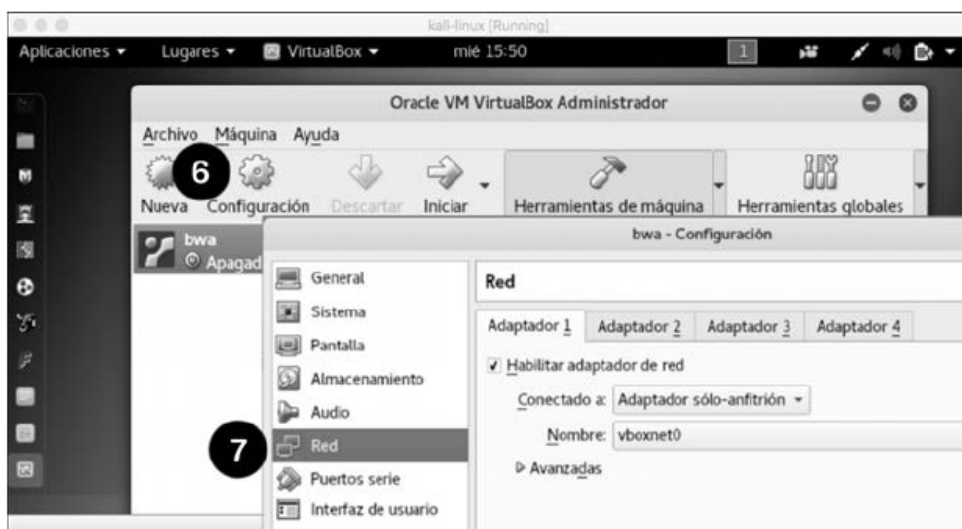 kali-linux [Running]
Aplicaciones Lugares VirtualBox mié 15:50 1
Oracle VM VirtualBox Administrador
Archivo Máquina Ayuda
6
Nueva Configuración Descartar Iniciar Herramientas de máquina Herramientas globales
bwa
Apagad
bwa - Configuración
General
Sistema
Pantalla
Almacenamiento
Audio
7 Red
Puertos serie
Interfaz de usuario
Red
Adaptador 1 Adaptador 2 Adaptador 3 Adaptador 4
Habilitar adaptador de red
Conectado a: Adaptador sólo-anfitrión
Nombre: vboxnet0
Avanzadas